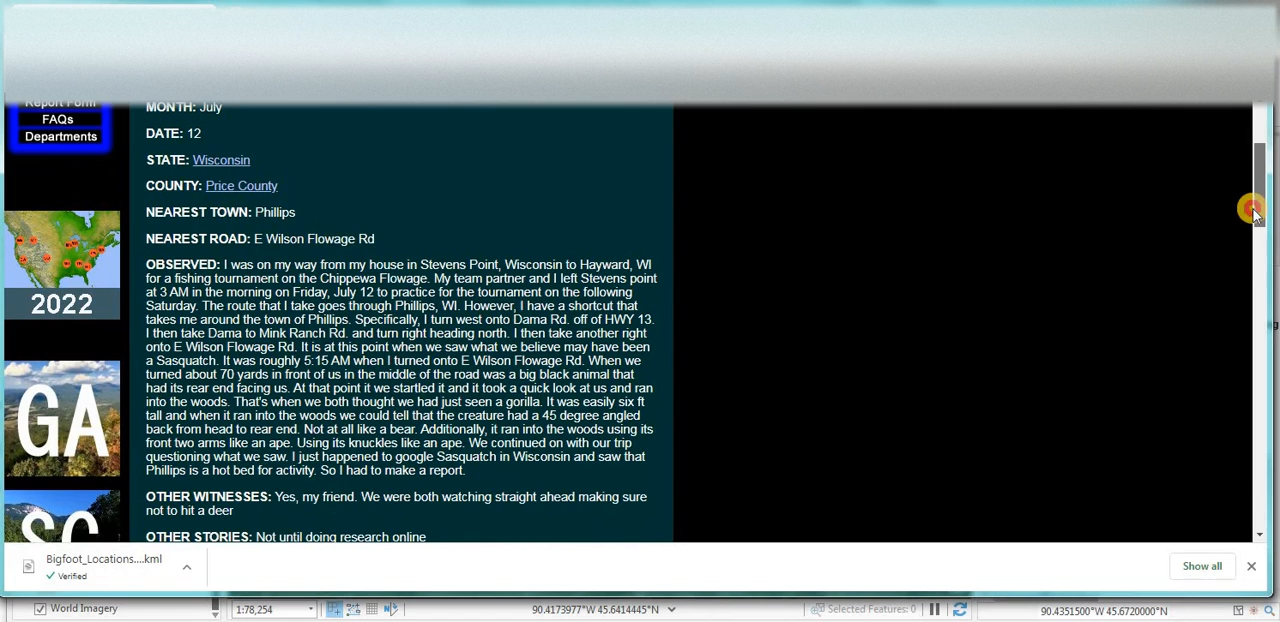 Report Form
FAQs
Departments
MONTH: July
DATE: 12
STATE: Wisconsin
COUNTY: Price County
NEAREST TOWN: Phillips
NEAREST ROAD: E Wilson Flowage Rd
OBSERVED: I was on my way from my house in Stevens Point, Wisconsin to Hayward, WI
for a fishing tournament on the Chippewa Flowage. My team partner and I left Stevens point
at 3 AM in the morning on Friday, July 12 to practice for the tournament on the following
Saturday. The route that I take goes through Phillips, WI. However, I have a shortcut that
takes me around the town of Phillips. Specifically, I turn west onto Dama Rd. off of HWY 13.
I then take Dama to Mink Ranch Rd. and turn right heading north. I then take another right
onto E Wilson Flowage Rd. It is at this point when we saw what we believe may have been
a Sasquatch. It was roughly 5:15 AM when I turned onto E Wilson Flowage Rd. When we
turned about 70 yards in front of us in the middle of the road was a big black animal that
had its rear end facing us. At that point it we startled it and it took a quick look at us and ran
into the woods. That's when we both thought we had just seen a gorilla. It was easily six ft
tall and when it ran into the woods we could tell that the creature had a 45 degree angled
back from head to rear end. Not at all like a bear. Additionally, it ran into the woods using its
front two arms like an ape. Using its knuckles like an ape. We continued on with our trip
questioning what we saw. I just happened to google Sasquatch in Wisconsin and saw that
Phillips is a hot bed for activity. So I had to make a report.
OTHER WITNESSES: Yes, my friend. We were both watching straight ahead making sure
not to hit a deer
OTHER STORIES: Not until doing research online
2022
GA
SC
Bigfoot_Locations....kml
Verified
Show all
World Imagery
1:78,254
90.4173977°W 45.6414445°N
Selected Features: 0
90.4351500°W 45.6720000°N